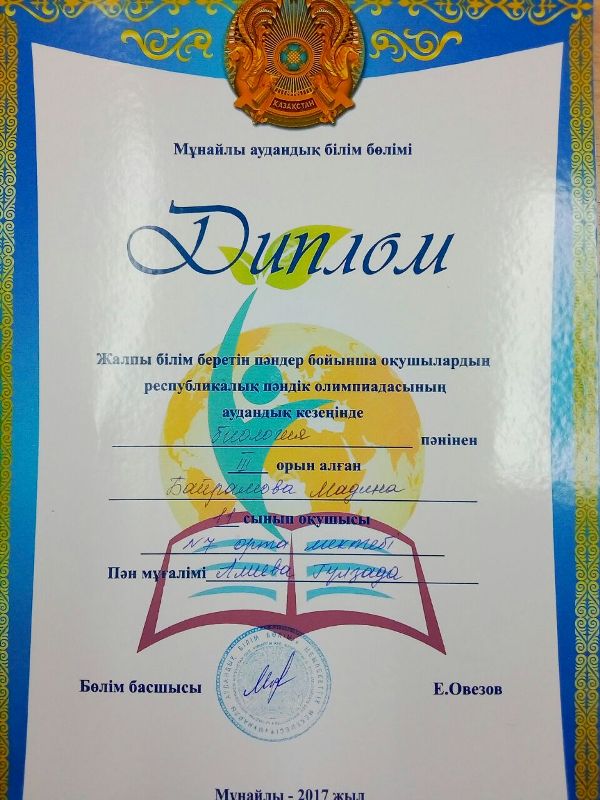 ҚАЗАҚСТАН
Мұнайлы аудандық білім бөлімі
Диплом
Жалпы білім беретін пәндер бойынша оқушылардың
республикалық пәндік олимпиадасының
аудандық кезеңінде
биология пәнінен
III орын алған
Байрамова Мадина
11 сынып оқушысы
№7 орта мектебі
Пән мұғалімі Алиева Гүлзада
Бөлім басшысы Е.Овезов
Мұнайлы - 2017 жыл